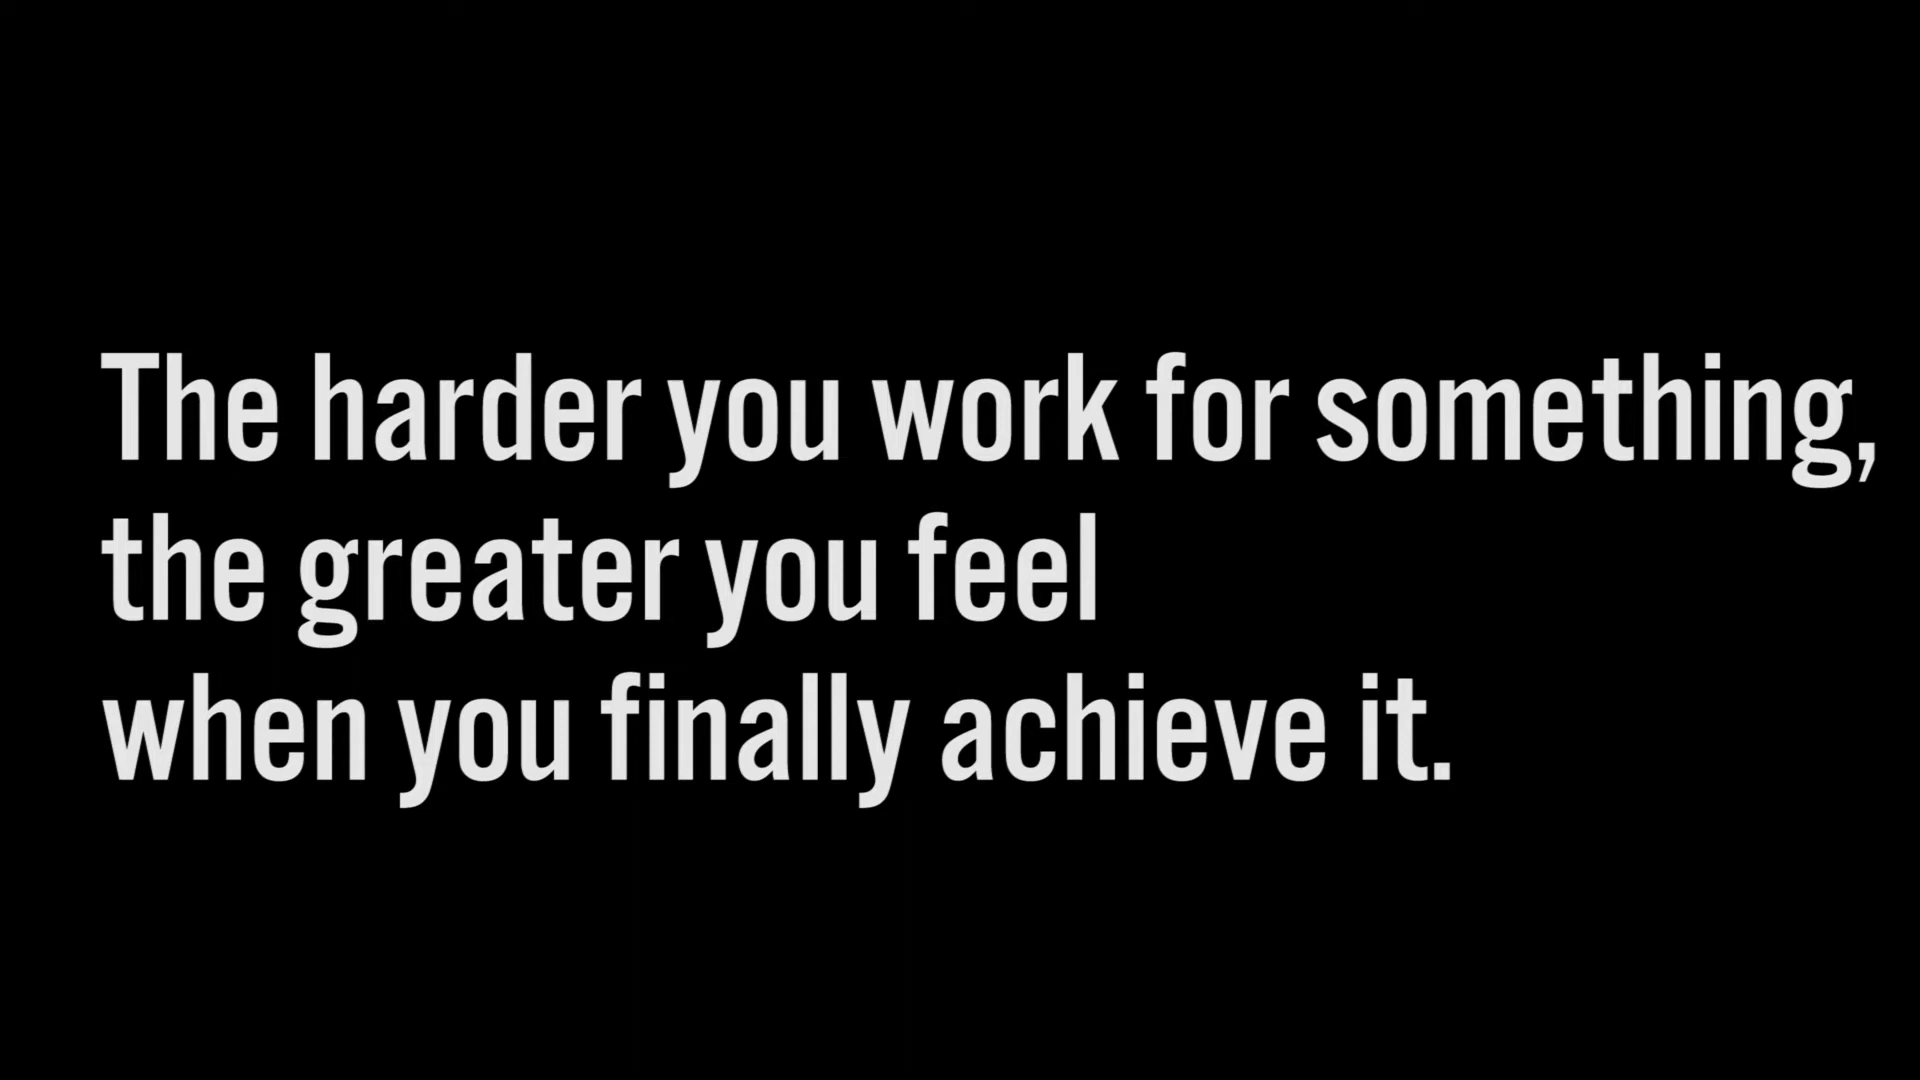 The harder you work for something,
the greater you feel
when you finally achieve it.